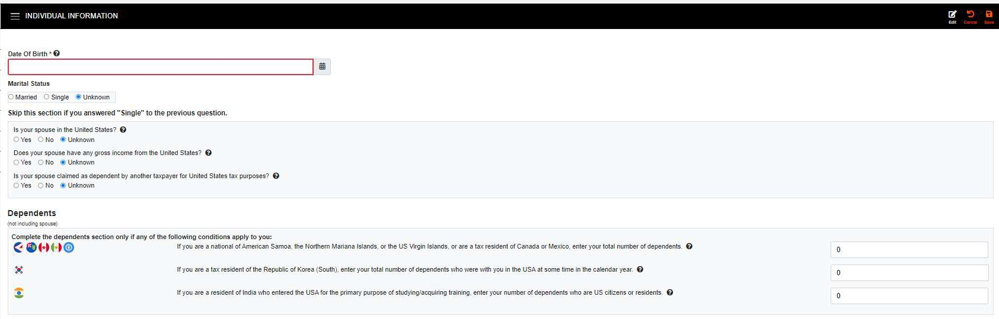 INDIVIDUAL INFORMATION
Edit Cancel Save
Date Of Birth *
Marital Status
Married Single Unknown
Skip this section if you answered "Single" to the previous question.
Is your spouse in the United States?
Yes No Unknown
Does your spouse have any gross income from the United States?
Yes No Unknown
Is your spouse claimed as dependent by another taxpayer for United States tax purposes?
Yes No Unknown
Dependents
(not including spouse)
Complete the dependents section only if any of the following conditions apply to you:
If you are a national of American Samoa, the Northern Mariana Islands, or the US Virgin Islands, or are a tax resident of Canada or Mexico, enter your total number of dependents. 0
If you are a tax resident of the Republic of Korea (South), enter your total number of dependents who were with you in the USA at some time in the calendar year. 0
If you are a resident of India who entered the USA for the primary purpose of studying/acquiring training, enter your number of dependents who are US citizens or residents. 0